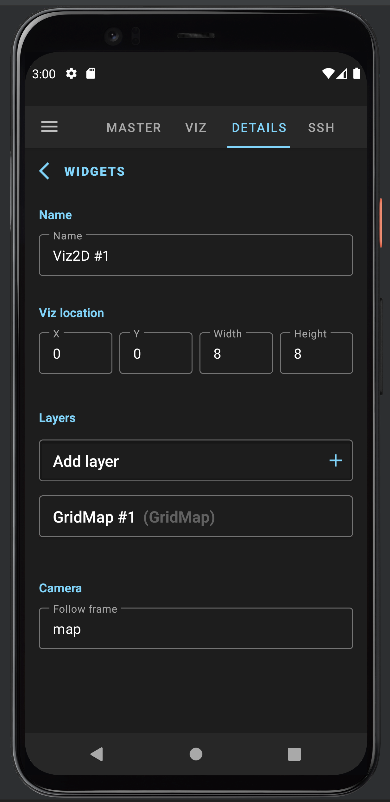 3:00
MASTER VIZ DETAILS SSH
WIDGETS
Name
Name
Viz2D #1
Viz location
X Y Width Height
0 0 8 8
Layers
Add layer +
GridMap #1 (GridMap)
Camera
Follow frame
map